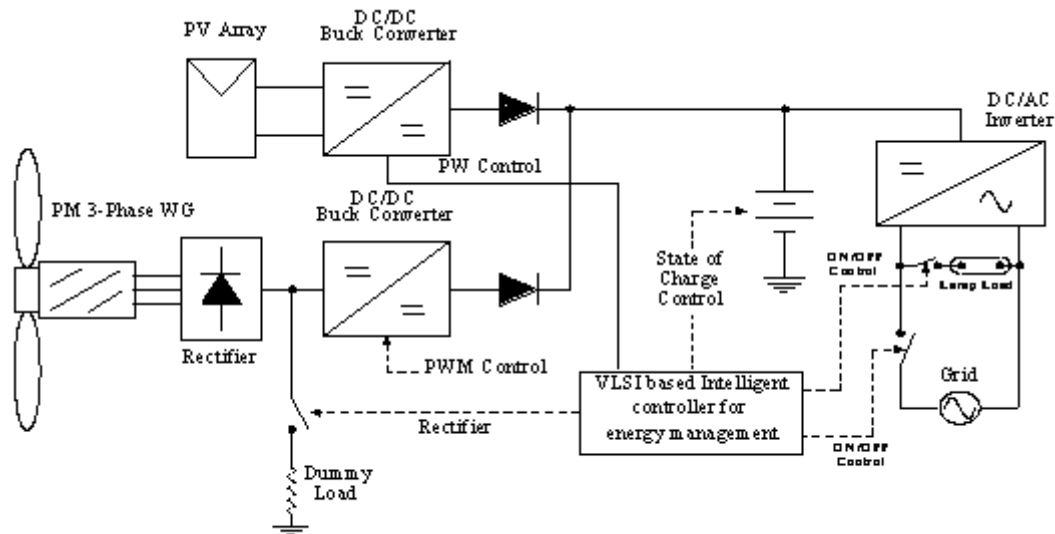 DC/DC
Buck Converter
PV Array
DC/AC
Inverter
PW Control
PM 3-Phase WG
DC/DC
Buck Converter
State of
Charge
Control
ON/OFF
Control
Lamp Load
Rectifier
PWM Control
VLSI based Intelligent
controller for
energy management
Grid
Rectifier
ON/OFF
Control
Dummy
Load